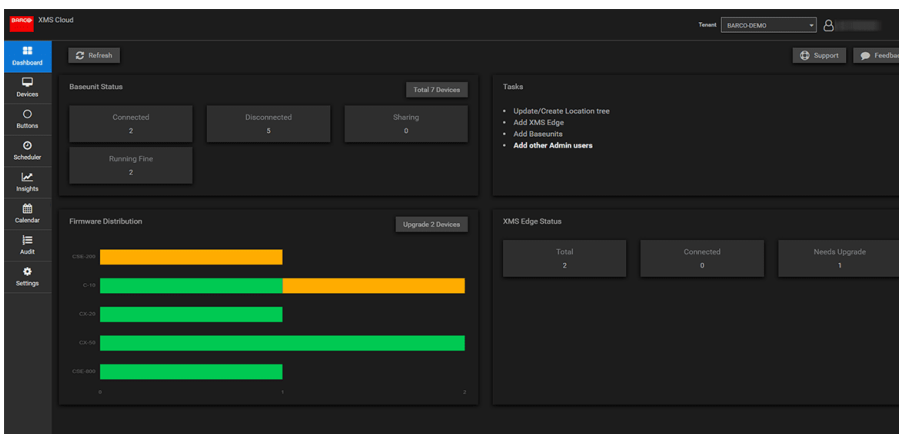 BARCO XMS Cloud
Tenant BARCO-DEMO
Dashboard
Devices
Buttons
Scheduler
Insights
Calendar
Audit
Settings
Refresh
Support
Feedbac
Baseunit Status
Total 7 Devices
Connected
2
Disconnected
5
Sharing
0
Running Fine
2
Tasks
• Update/Create Location tree
• Add XMS Edge
• Add Baseunits
• Add other Admin users
Firmware Distribution
Upgrade 2 Devices
CSE-200
C-10
CX-20
CX-50
CSE-800
0 1 2
XMS Edge Status
Total
2
Connected
0
Needs Upgrade
1